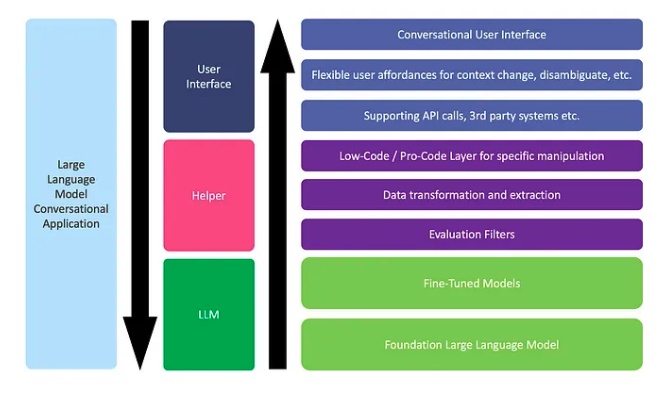 Large
Language
Model
Conversational
Application
User
Interface
Helper
LLM
Conversational User Interface
Flexible user affordances for context change, disambiguate, etc.
Supporting API calls, 3rd party systems etc.
Low-Code / Pro-Code Layer for specific manipulation
Data transformation and extraction
Evaluation Filters
Fine-Tuned Models
Foundation Large Language Model